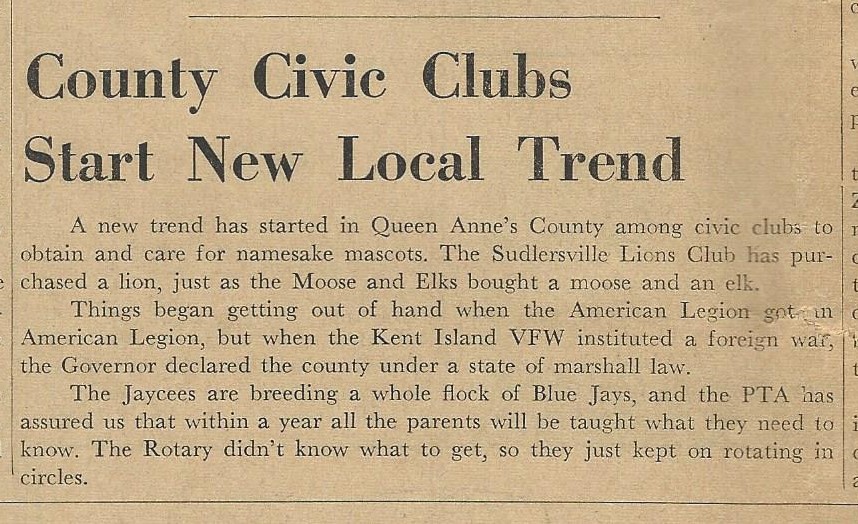 County Civic Clubs
Start New Local Trend
A new trend has started in Queen Anne's County among civic clubs to
obtain and care for namesake mascots. The Sudlersville Lions Club has pur-
chased a lion, just as the Moose and Elks bought a moose and an elk.
Things began getting out of hand when the American Legion got an
American Legion, but when the Kent Island VFW instituted a foreign war,
the Governor declared the county under a state of marshall law.
The Jaycees are breeding a whole flock of Blue Jays, and the PTA has
assured us that within a year all the parents will be taught what they need to
know. The Rotary didn't know what to get, so they just kept on rotating in
circles.